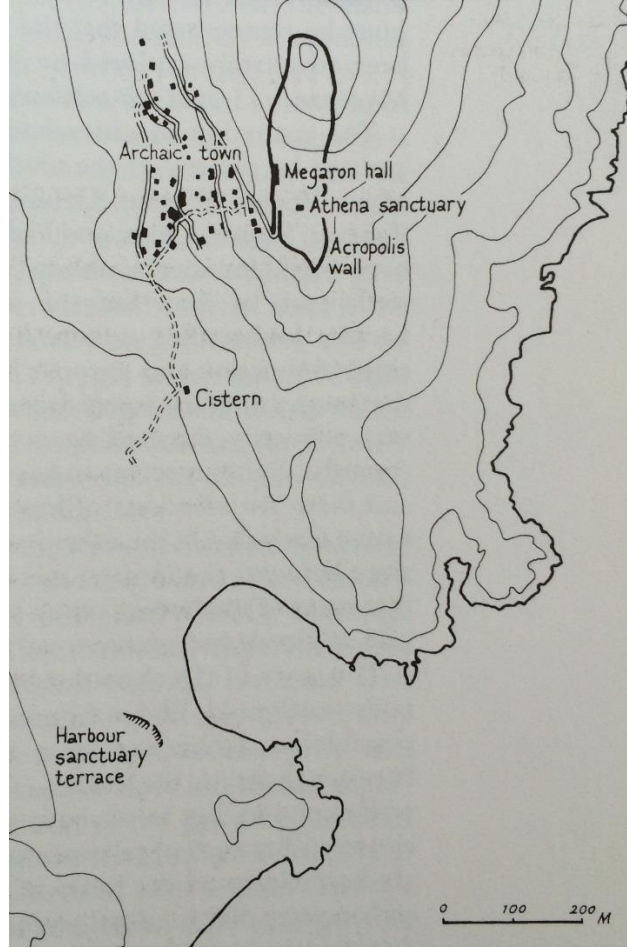 Archaic town
Megaron hall
Athena sanctuary
Acropolis
wall
Cistern
Harbour
sanctuary
terrace
0 100 200
M